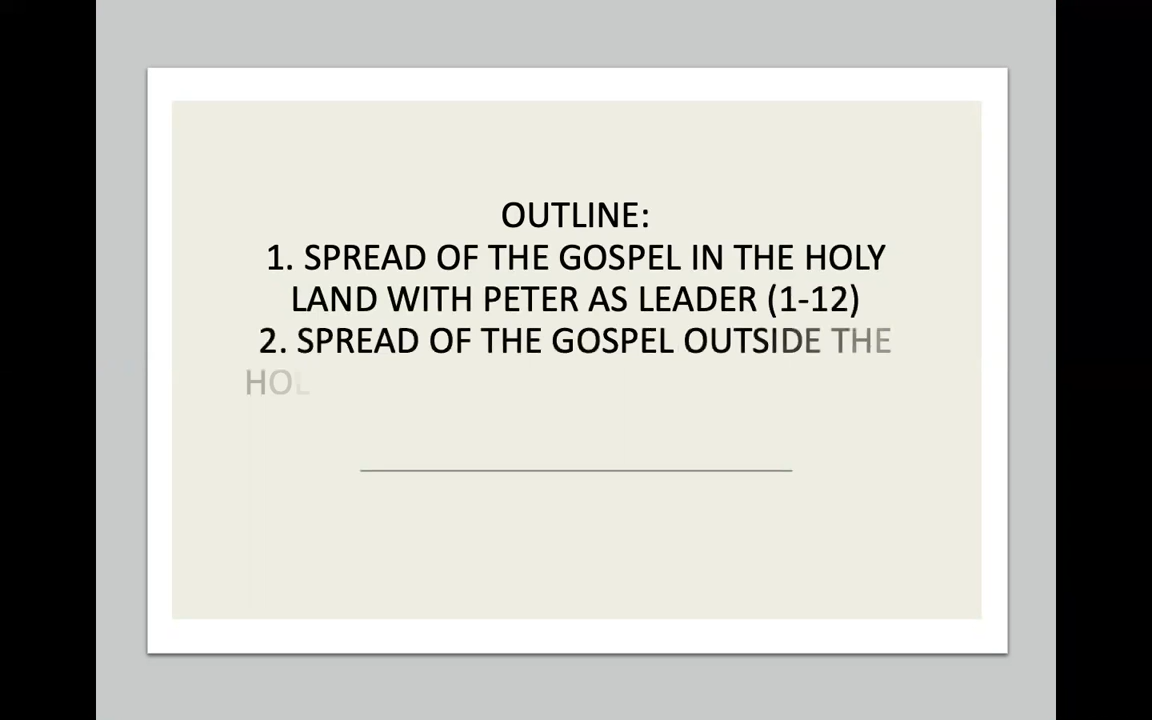 OUTLINE:
1. SPREAD OF THE GOSPEL IN THE HOLY
LAND WITH PETER AS LEADER (1-12)
2. SPREAD OF THE GOSPEL OUTSIDE THE
HOL